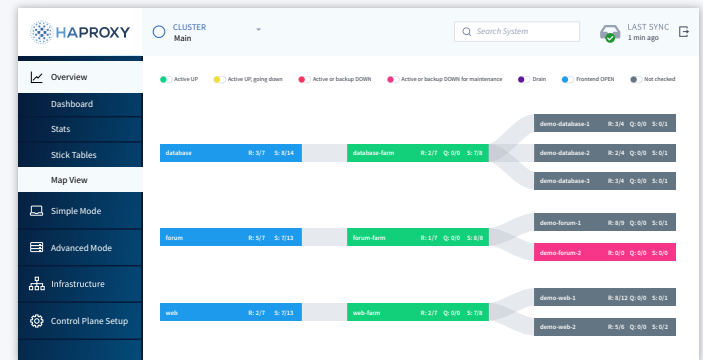 HAPROXY
CLUSTER
Main
Search System
LAST SYNC
1 min ago
Overview
Dashboard
Stats
Stick Tables
Map View
Simple Mode
Advanced Mode
Infrastructure
Control Plane Setup
Active UP Active UP, going down Active or backup DOWN Active or backup DOWN for maintenance Drain Frontend OPEN Not checked
demo-database-1 R: 3/4 Q: 0/0 S: 0/1
database R: 3/7 S: 8/14 database-farm R: 2/7 Q: 0/0 S: 7/8 demo-database-2 R: 2/4 Q: 0/0 S: 0/1
demo-database-3 R: 3/4 Q: 0/0 S: 0/1
demo-forum-1 R: 8/9 Q: 0/0 S: 0/1
forum R: 5/7 S: 7/13 forum-farm R: 1/7 Q: 0/0 S: 8/8
demo-forum-2 R: 0/0 Q: 0/0 S: 0/0
demo-web-1 R: 8/12 Q: 0/0 S: 0/1
web R: 2/7 S: 7/13 web-farm R: 2/7 Q: 0/0 S: 7/8
demo-web-2 R: 5/6 Q: 0/0 S: 0/2